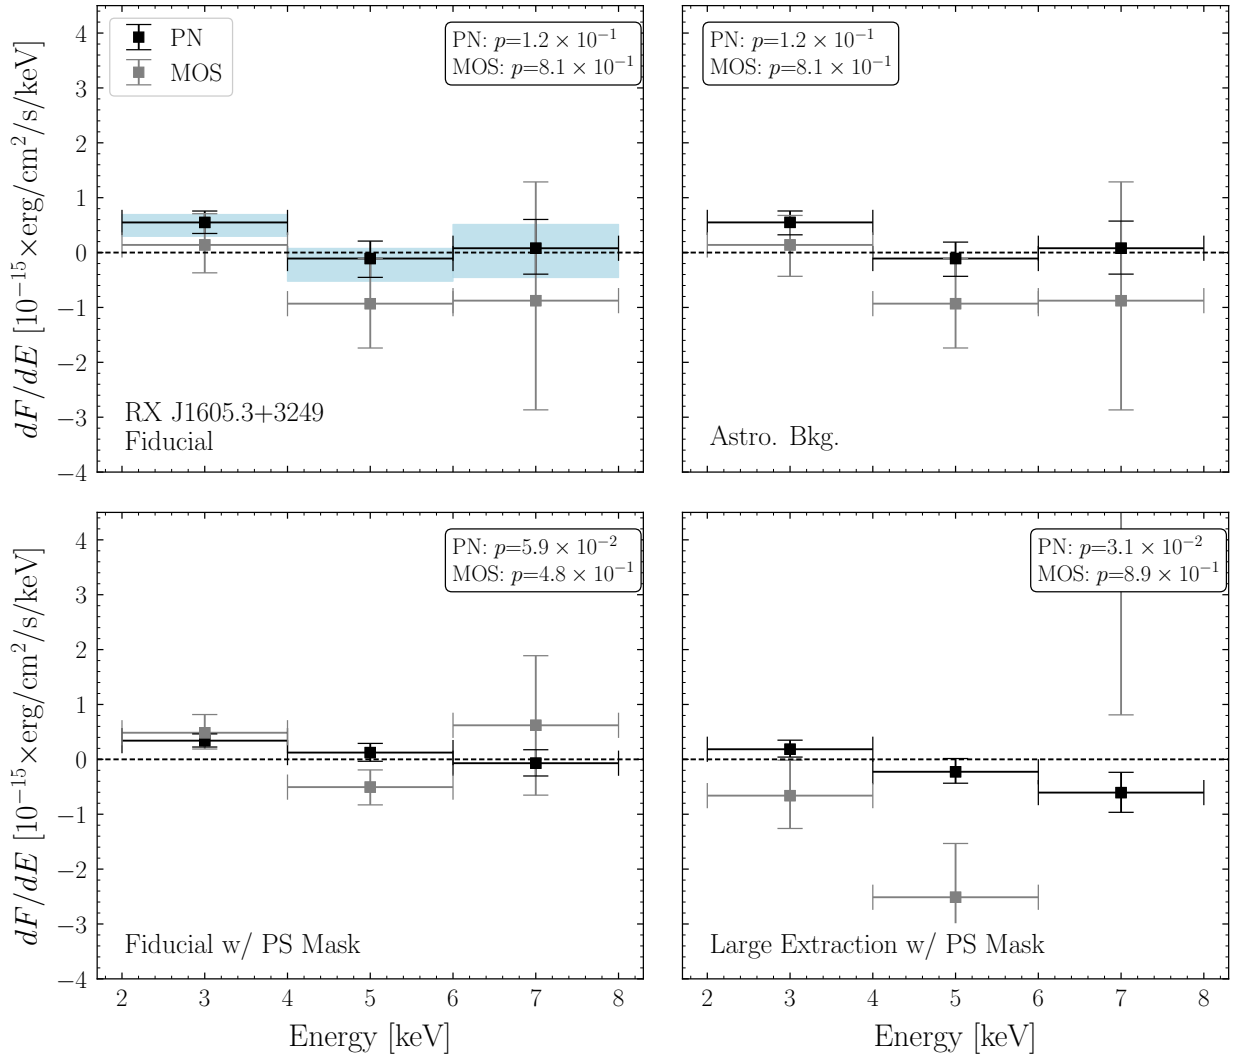 PN
MOS
PN: p=1.2 × 10⁻¹
MOS: p=8.1 × 10⁻¹
4
3
2
1
0
−1
−2
−3
−4
dF/dE [10⁻¹⁵×erg/cm²/s/keV]
RX J1605.3+3249
Fiducial
PN: p=1.2 × 10⁻¹
MOS: p=8.1 × 10⁻¹
Astro. Bkg.
PN: p=5.9 × 10⁻²
MOS: p=4.8 × 10⁻¹
4
3
2
1
0
−1
−2
−3
−4
dF/dE [10⁻¹⁵×erg/cm²/s/keV]
Fiducial w/ PS Mask
2 3 4 5 6 7 8
Energy [keV]
PN: p=3.1 × 10⁻²
MOS: p=8.9 × 10⁻¹
Large Extraction w/ PS Mask
2 3 4 5 6 7 8
Energy [keV]